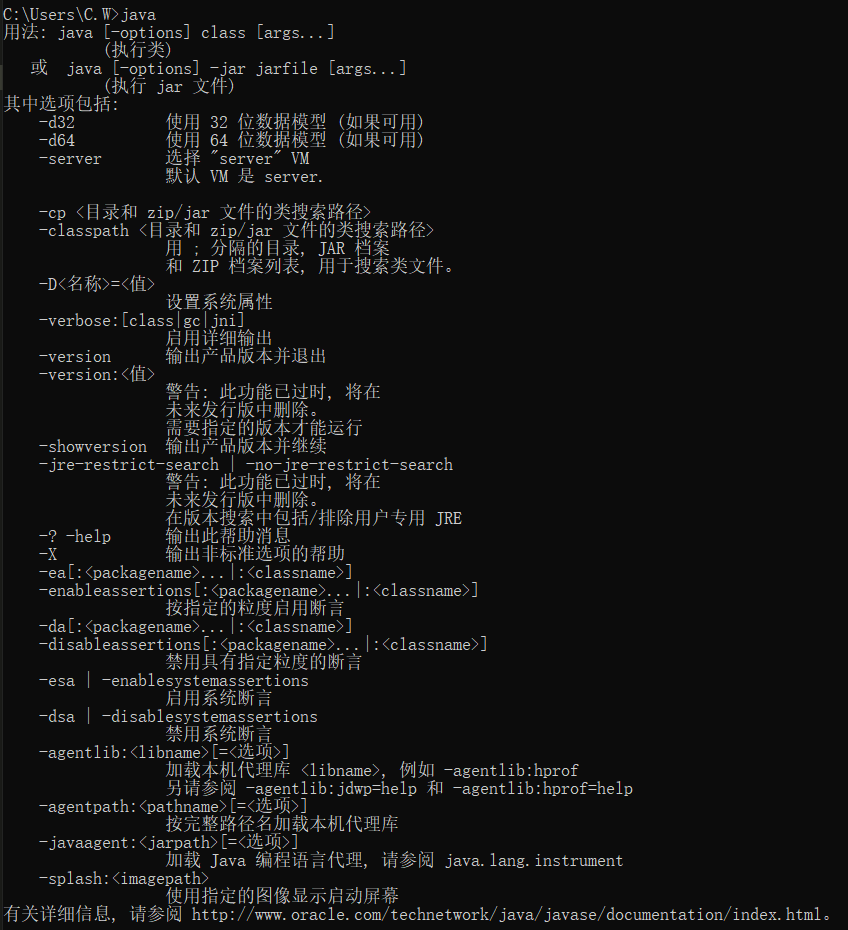 C:\Users\C.W>java
用法: java [-options] class [args...]
(执行类)
或 java [-options] -jar jarfile [args...]
(执行 jar 文件)
其中选项包括:
-d32 使用 32 位数据模型 (如果可用)
-d64 使用 64 位数据模型 (如果可用)
-server 选择 "server" VM
默认 VM 是 server.
-cp <目录和 zip/jar 文件的类搜索路径>
-classpath <目录和 zip/jar 文件的类搜索路径>
用 ; 分隔的目录, JAR 档案
和 ZIP 档案列表, 用于搜索类文件。
-D<名称>=<值>
设置系统属性
-verbose:[class|gc|jni]
启用详细输出
-version 输出产品版本并退出
-version:<值>
警告: 此功能已过时, 将在
未来发行版中删除。
需要指定的版本才能运行
-showversion 输出产品版本并继续
-jre-restrict-search | -no-jre-restrict-search
警告: 此功能已过时, 将在
未来发行版中删除。
在版本搜索中包括/排除用户专用 JRE
-? -help 输出此帮助消息
-X 输出非标准选项的帮助
-ea[:<packagename>...|:<classname>]
-enableassertions[:<packagename>...|:<classname>]
按指定的粒度启用断言
-da[:<packagename>...|:<classname>]
-disableassertions[:<packagename>...|:<classname>]
禁用具有指定粒度的断言
-esa | -enablesystemassertions
启用系统断言
-dsa | -disablesystemassertions
禁用系统断言
-agentlib:<libname>[=<选项>]
加载本机代理库 <libname>, 例如 -agentlib:hprof
另请参阅 -agentlib:jdwp=help 和 -agentlib:hprof=help
-agentpath:<pathname>[=<选项>]
按完整路径名加载本机代理库
-javaagent:<jarpath>[=<选项>]
加载 Java 编程语言代理, 请参阅 java.lang.instrument
-splash:<imagepath>
使用指定的图像显示启动屏幕
有关详细信息, 请参阅 http://www.oracle.com/technetwork/java/javase/documentation/index.html。